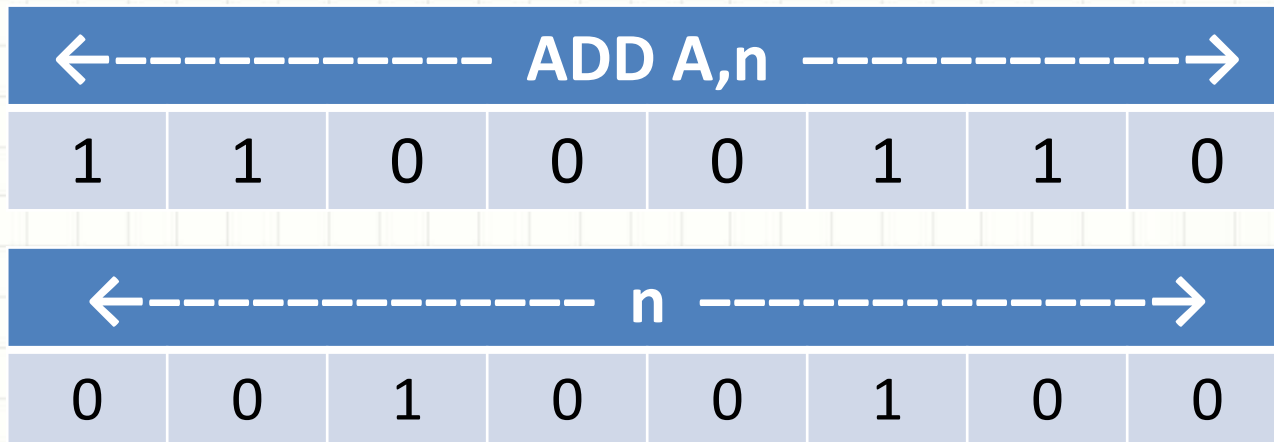 ←------------- ADD A,n -------------→
1 1 0 0 0 1 1 0
←-------------- n --------------→
0 0 1 0 0 1 0 0